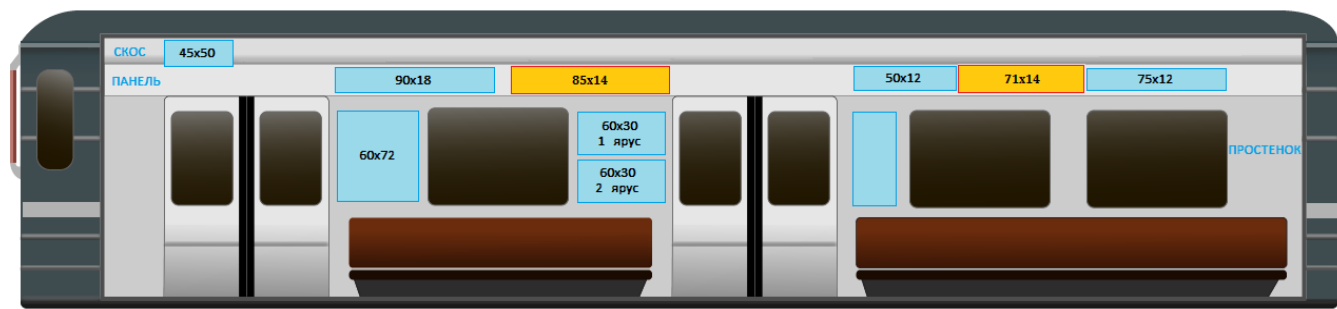 СКОС 45x50
ПАНЕЛЬ 90x18 85x14 50x12 71x14 75x12
60x72
60x30
1 ярус
60x30
2 ярус
ПРОСТЕНОК